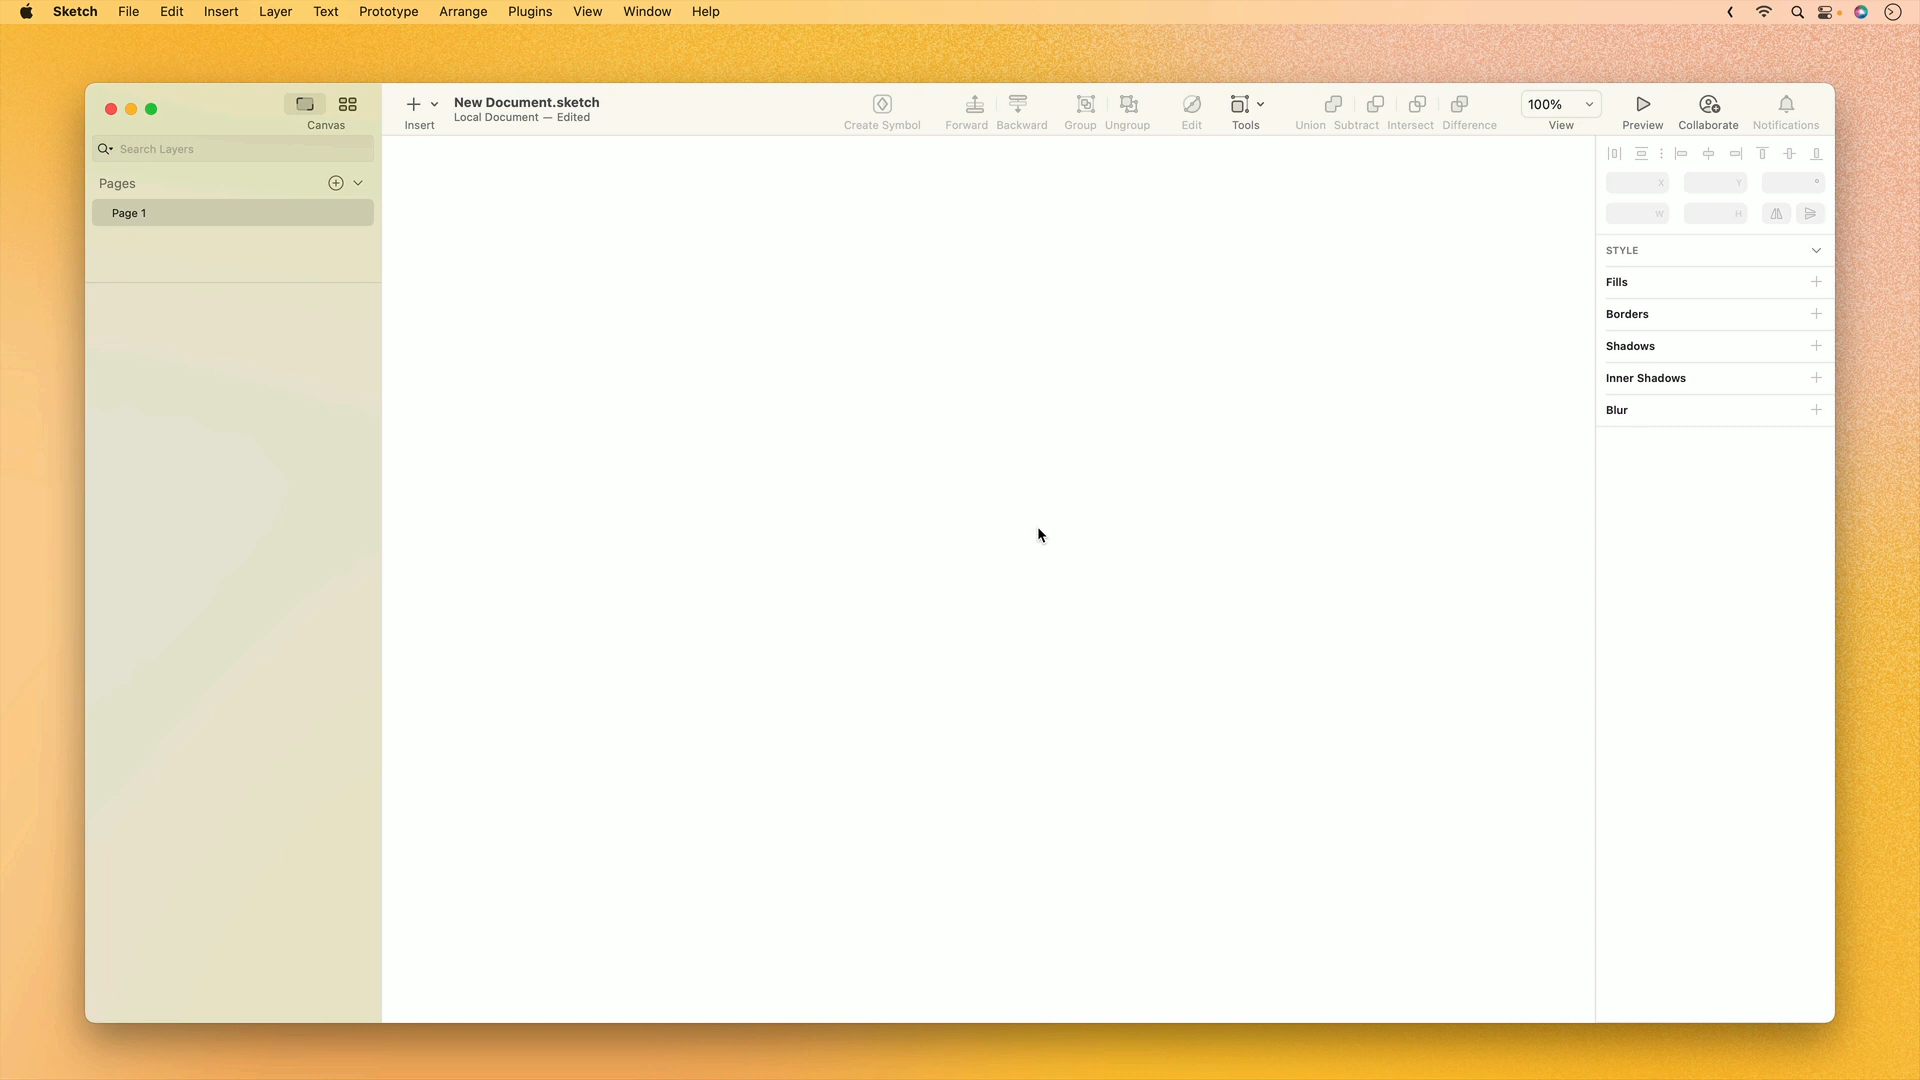 Sketch File Edit Insert Layer Text Prototype Arrange Plugins View Window Help
Canvas
Insert
New Document.sketch
Local Document — Edited
Create Symbol
Forward Backward
Group Ungroup
Edit
Tools
Union Subtract Intersect Difference
100%
View
Preview
Collaborate
Notifications
Search Layers
Pages
Page 1
X Y °
W H
STYLE
Fills
Borders
Shadows
Inner Shadows
Blur